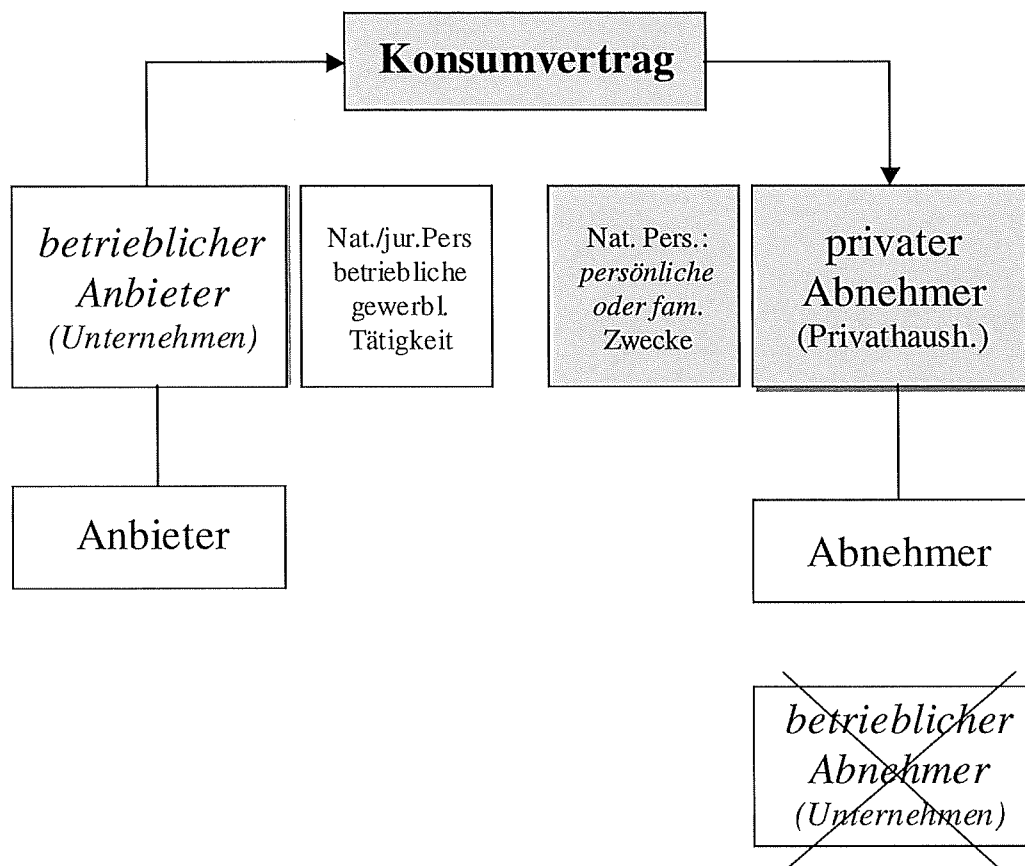 Konsumvertrag
betrieblicher
Anbieter
(Unternehmen)
Nat./jur.Pers
betriebliche
gewerbl.
Tätigkeit
Nat. Pers.:
persönliche
oder fam.
Zwecke
privater
Abnehmer
(Privathaush.)
Anbieter
Abnehmer
betrieblicher
Abnehmer
(Unternehmen)